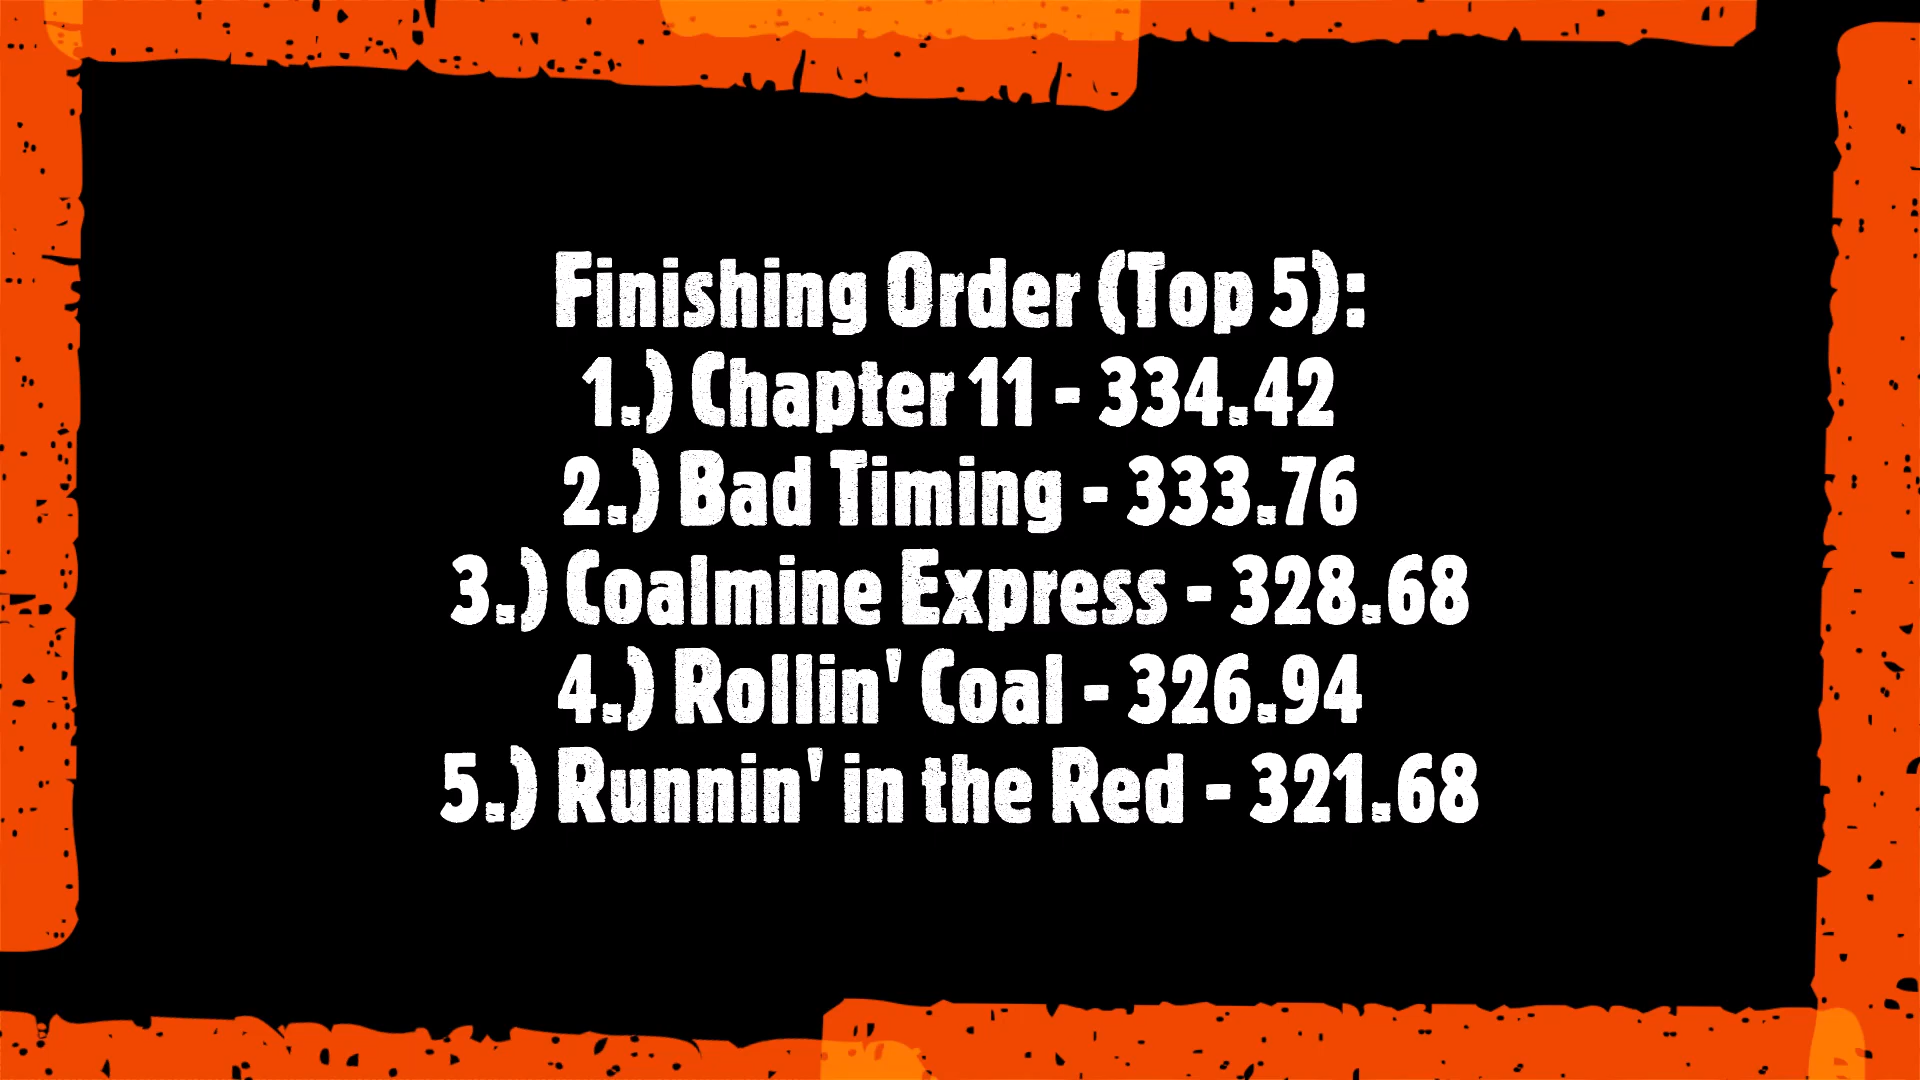 Finishing Order (Top 5):
1.) Chapter 11 - 334.42
2.) Bad Timing - 333.76
3.) Coalmine Express - 328.68
4.) Rollin' Coal - 326.94
5.) Runnin' in the Red - 321.68